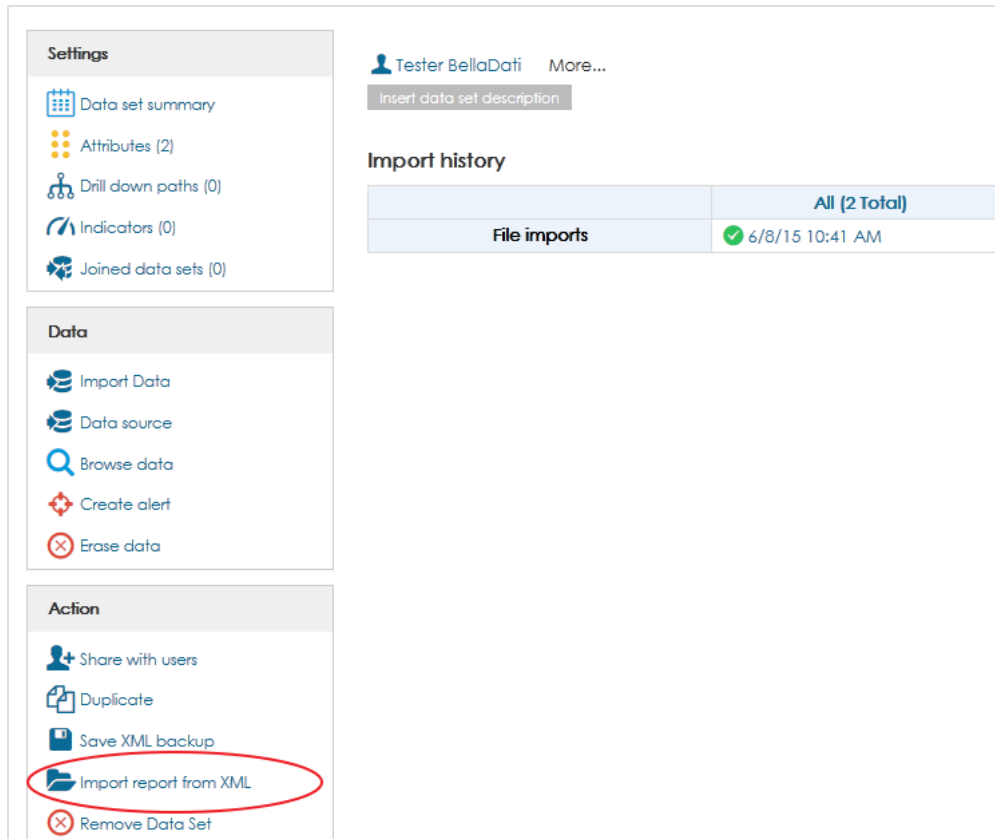 Settings
Data set summary
Attributes (2)
Drill down paths (0)
Indicators (0)
Joined data sets (0)
Data
Import Data
Data source
Browse data
Create alert
Erase data
Action
Share with users
Duplicate
Save XML backup
Import report from XML
Remove Data Set
Tester BellaDati More...
Insert data set description
Import history
All (2 Total)
File imports 6/8/15 10:41 AM